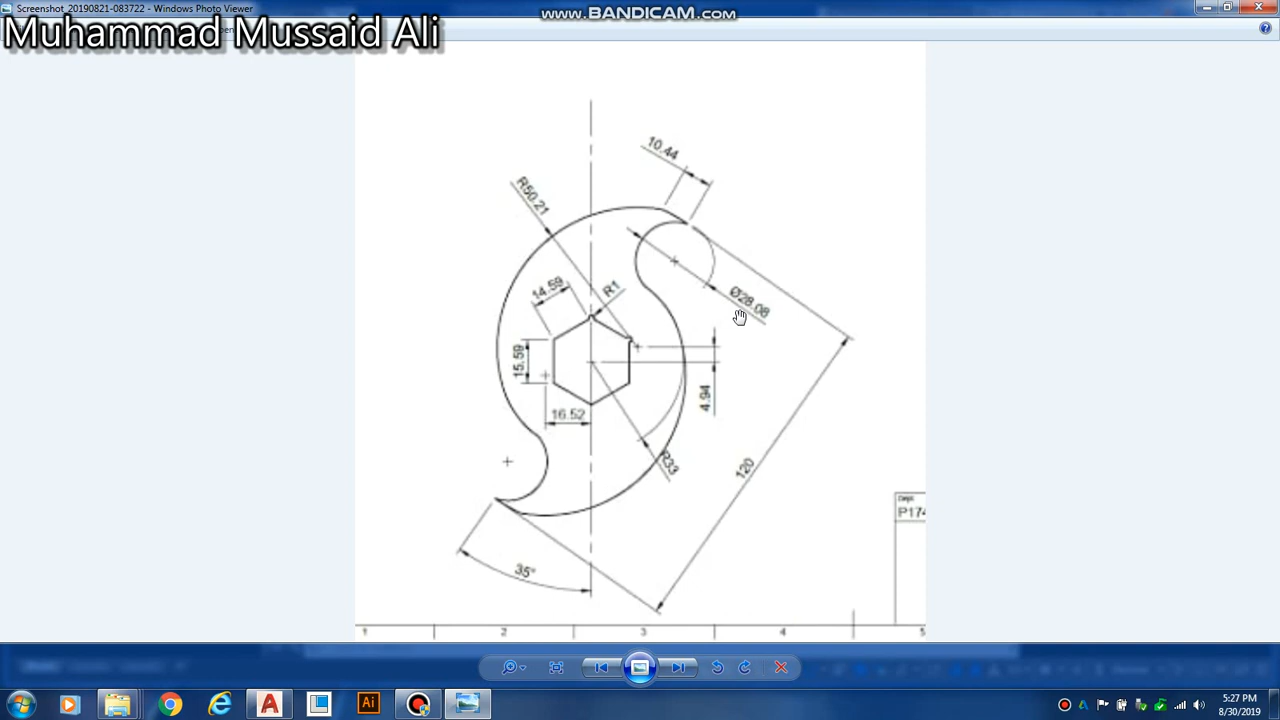 Screenshot_20190821-083722 - Windows Photo Viewer
www.BANDICAM.com
Muhammad Mussaid Ali
10.44
R50.21
14.59
R1
Ø28.08
15.59
16.52
4.94
R33
120
35°
P174
1 2 3 4 5
Ai
5:27 PM
8/30/2019